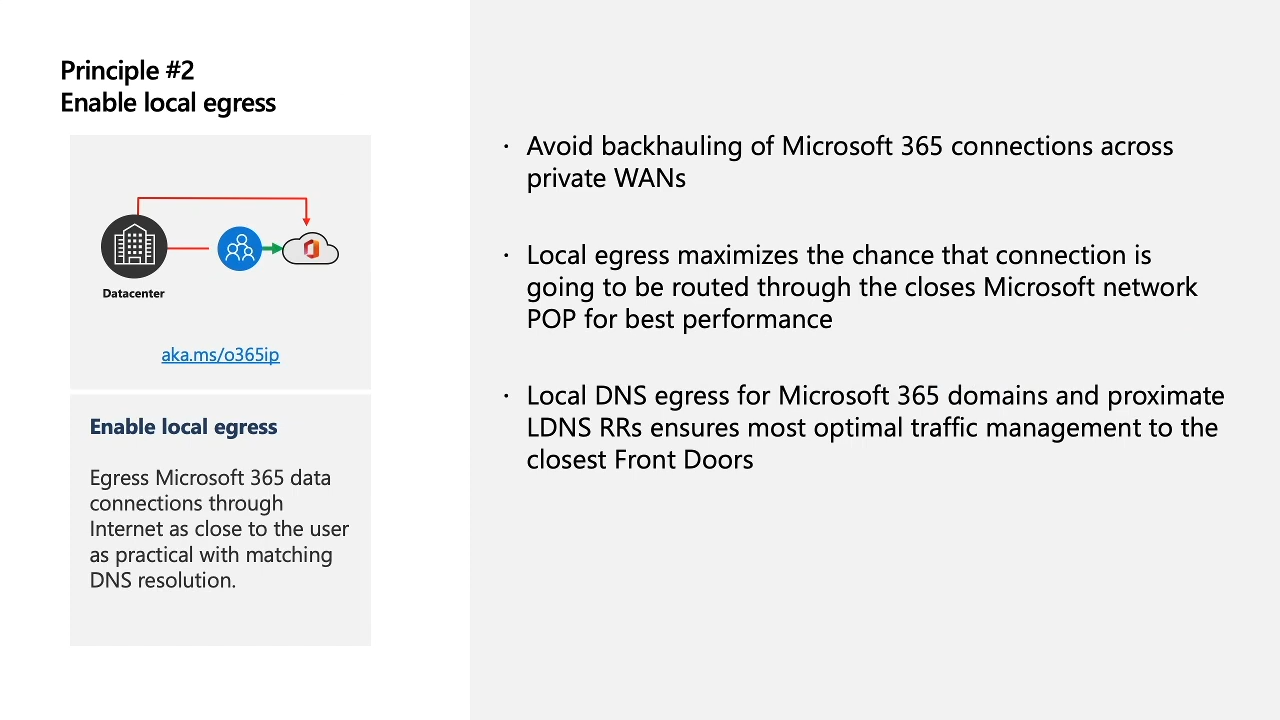 Principle #2
Enable local egress
Datacenter
aka.ms/o365ip
Enable local egress
Egress Microsoft 365 data
connections through
Internet as close to the user
as practical with matching
DNS resolution.
· Avoid backhauling of Microsoft 365 connections across
private WANs
· Local egress maximizes the chance that connection is
going to be routed through the closes Microsoft network
POP for best performance
· Local DNS egress for Microsoft 365 domains and proximate
LDNS RRs ensures most optimal traffic management to the
closest Front Doors